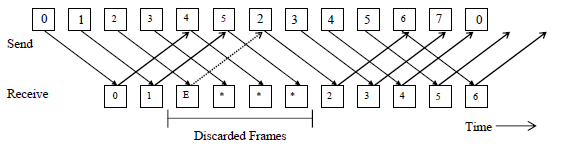 0 1 2 3 4 5 2 3 4 5 6 7 0
Send
Receive
0 1 E * * * 2 3 4 5 6
Discarded Frames
Time